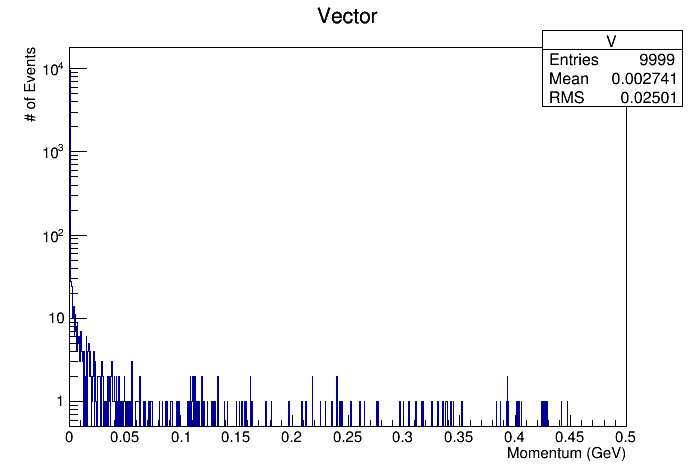 Vector
V
Entries 9999
Mean 0.002741
RMS 0.02501
# of Events
10⁴
10³
10²
10
1
0 0.05 0.1 0.15 0.2 0.25 0.3 0.35 0.4 0.45 0.5
Momentum (GeV)